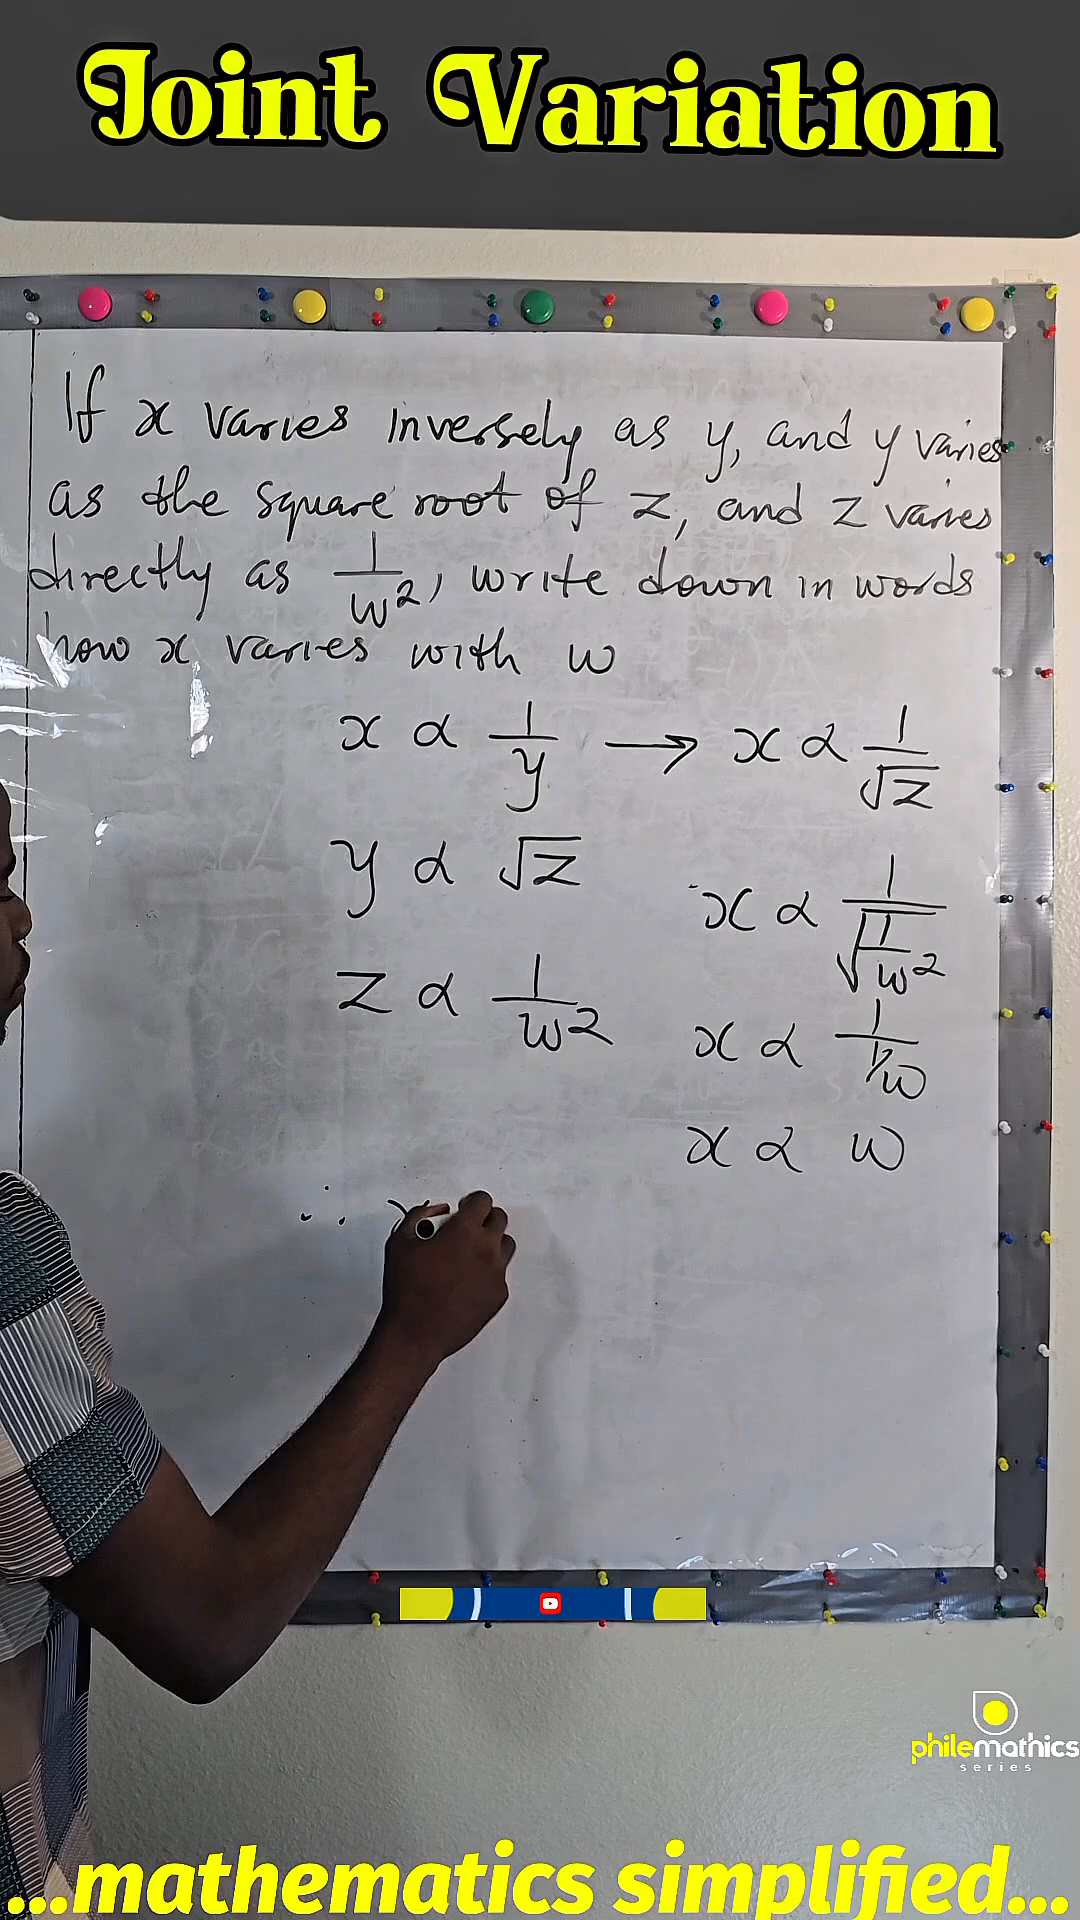 Joint Variation
If x varies inversely as y, and y varies
as the square root of z, and z varies
directly as 1/w², write down in words
how x varies with w
x ∝ 1/y → x ∝ 1/√z
y ∝ √z
x ∝ 1/√(1/w²)
z ∝ 1/w²
x ∝ 1/(1/w)
x ∝ w
∴ x
philemathics
series
...mathematics simplified...